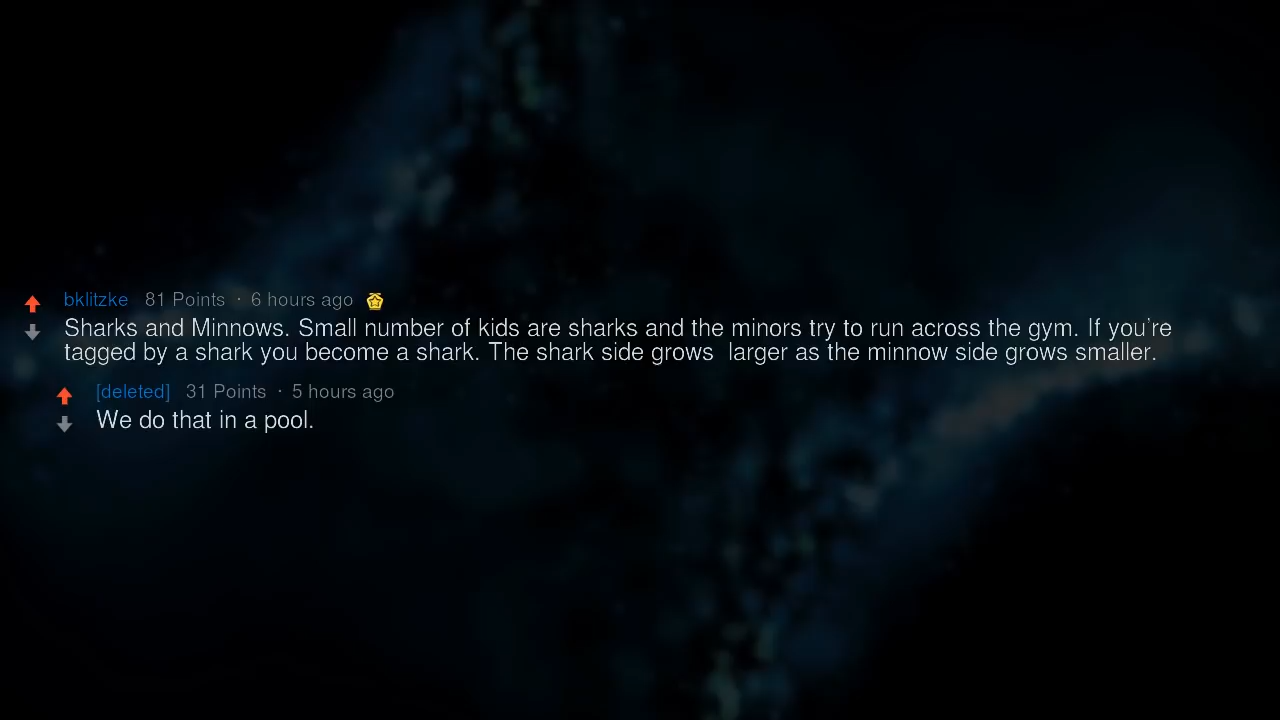 bklitzke 81 Points · 6 hours ago
Sharks and Minnows. Small number of kids are sharks and the minors try to run across the gym. If you're
tagged by a shark you become a shark. The shark side grows  larger as the minnow side grows smaller.
[deleted] 31 Points · 5 hours ago
We do that in a pool.